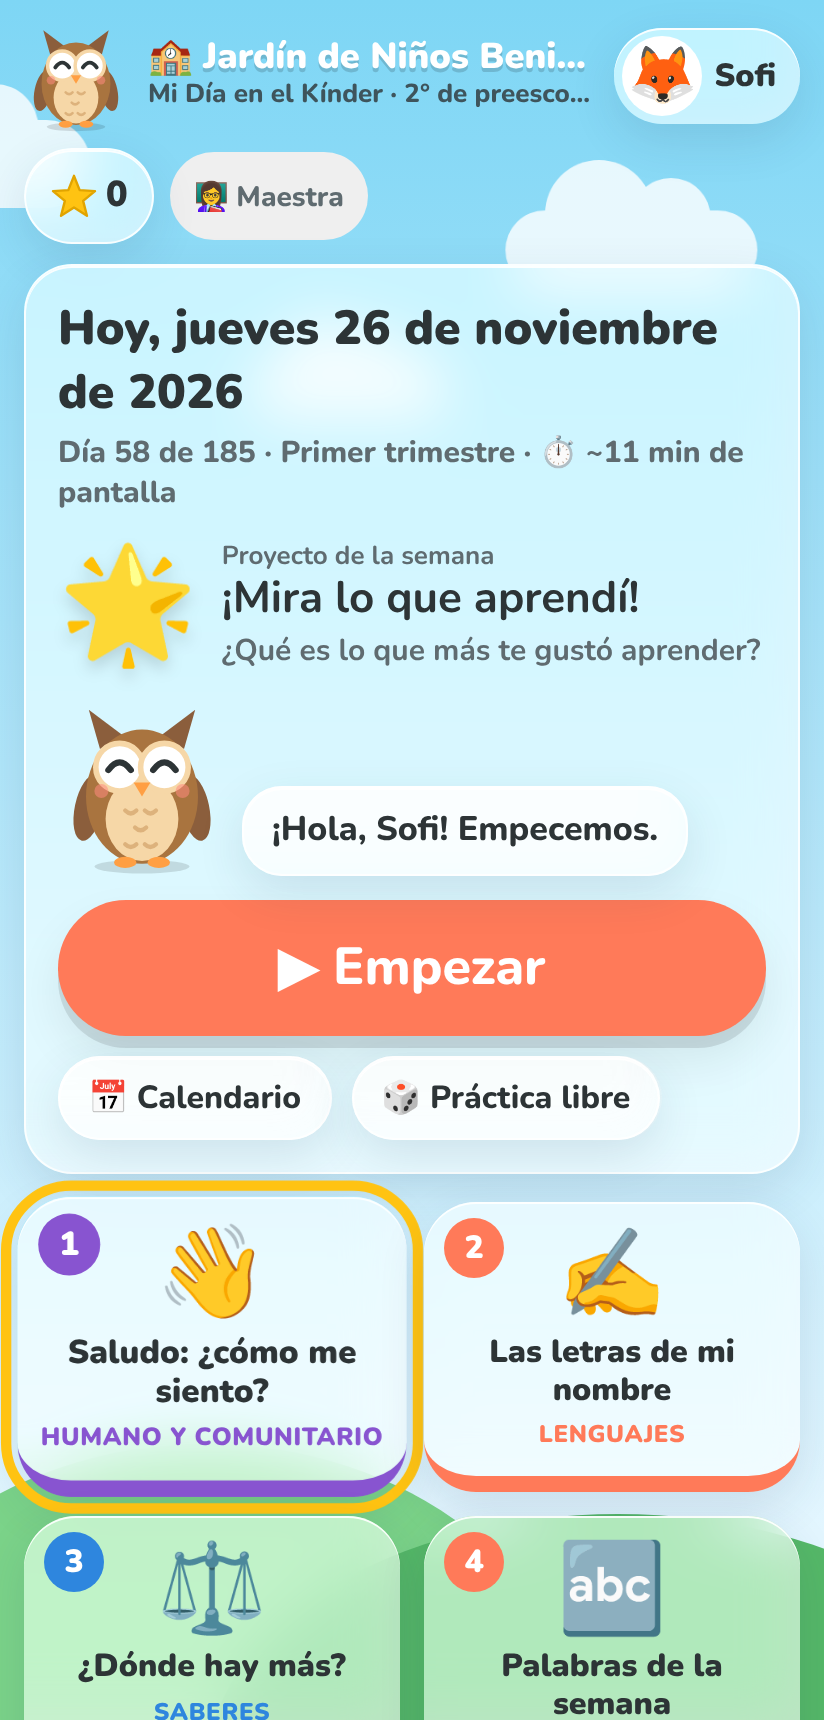 Jardín de Niños Beni...
Mi Día en el Kínder · 2° de preesco...
Sofi
0
Maestra
Hoy, jueves 26 de noviembre
de 2026
Día 58 de 185 · Primer trimestre · ⏱️ ~11 min de
pantalla
Proyecto de la semana
¡Mira lo que aprendí!
¿Qué es lo que más te gustó aprender?
¡Hola, Sofi! Empecemos.
▶ Empezar
July
17
Calendario
Práctica libre
1
Saludo: ¿cómo me
siento?
HUMANO Y COMUNITARIO
2
Las letras de mi
nombre
LENGUAJES
3
¿Dónde hay más?
SABERES
4
abc
Palabras de la
semana